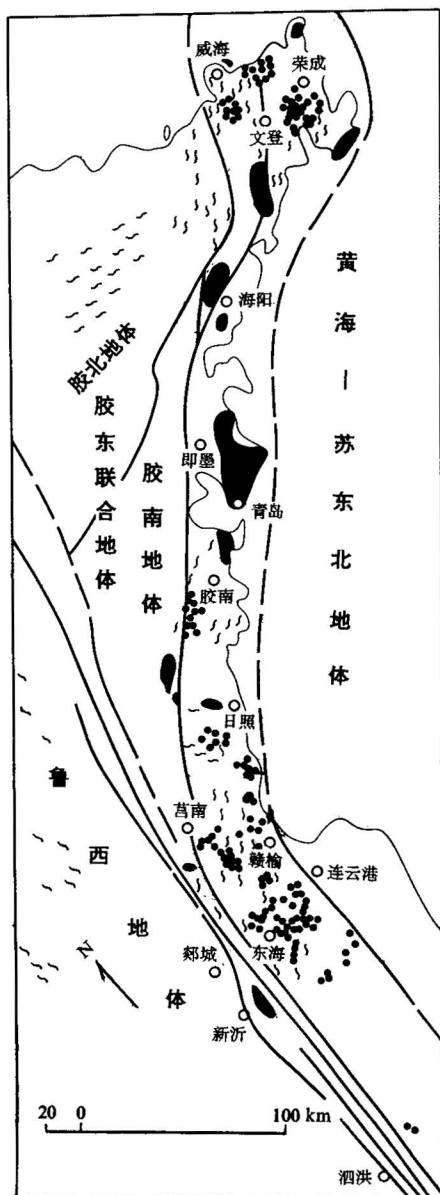 威海
荣成
文登
黄海—苏东北地体
海阳
胶北地体
胶东联合地体
胶南地体
即墨
青岛
胶南
日照
鲁西地体
莒南
赣榆
连云港
郯城
东海
N
新沂
20 0 100 km
泗洪